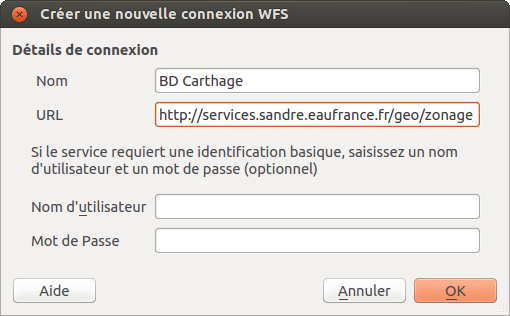 Créer une nouvelle connexion WFS
Détails de connexion
Nom BD Carthage
URL http://services.sandre.eaufrance.fr/geo/zonage
Si le service requiert une identification basique, saisissez un nom
d'utilisateur et un mot de passe (optionnel)
Nom d'utilisateur
Mot de Passe
Aide Annuler OK